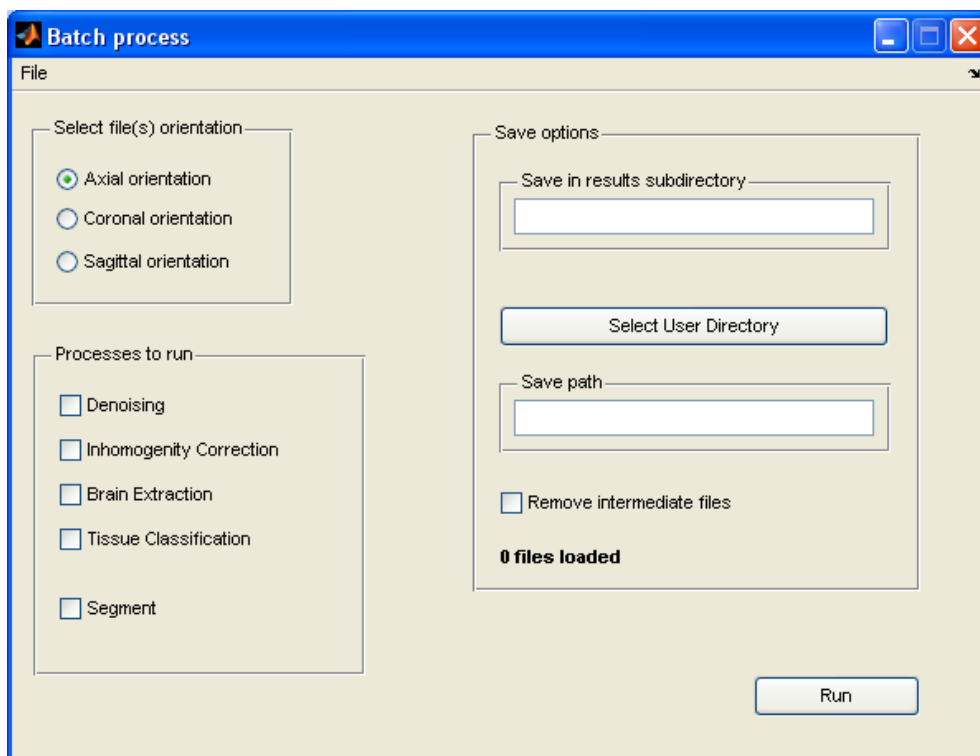 Batch process
File
Select file(s) orientation
Axial orientation
Coronal orientation
Sagittal orientation
Processes to run
Denoising
Inhomogenity Correction
Brain Extraction
Tissue Classification
Segment
Save options
Save in results subdirectory
Select User Directory
Save path
Remove intermediate files
0 files loaded
Run